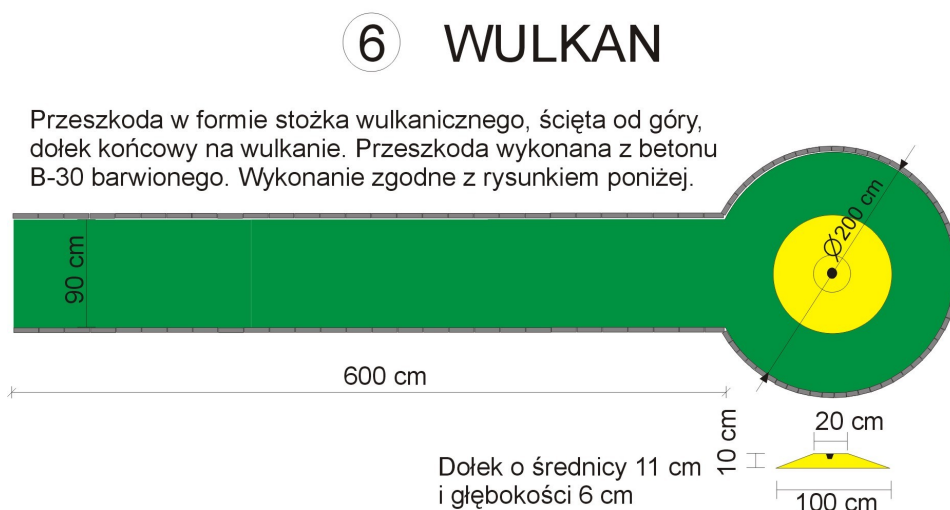 6 WULKAN
Przeszkoda w formie stożka wulkanicznego, ścięta od góry,
dołek końcowy na wulkanie. Przeszkoda wykonana z betonu
B-30 barwionego. Wykonanie zgodne z rysunkiem poniżej.
90 cm
Ø200 cm
600 cm
20 cm
10 cm
Dołek o średnicy 11 cm
i głębokości 6 cm
100 cm